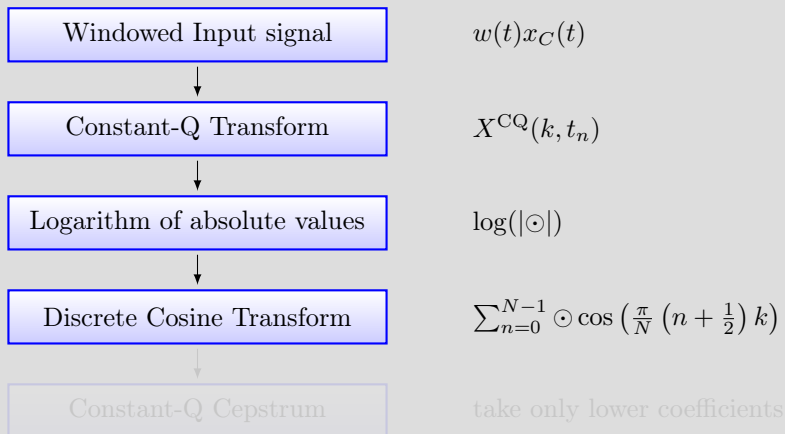 Windowed Input signal w(t)x_C(t)
Constant-Q Transform X^CQ(k, t_n)
Logarithm of absolute values log(|⊙|)
Discrete Cosine Transform ∑_{n=0}^{N−1} ⊙ cos (π/N (n + 1/2) k)
Constant-Q Cepstrum take only lower coefficients